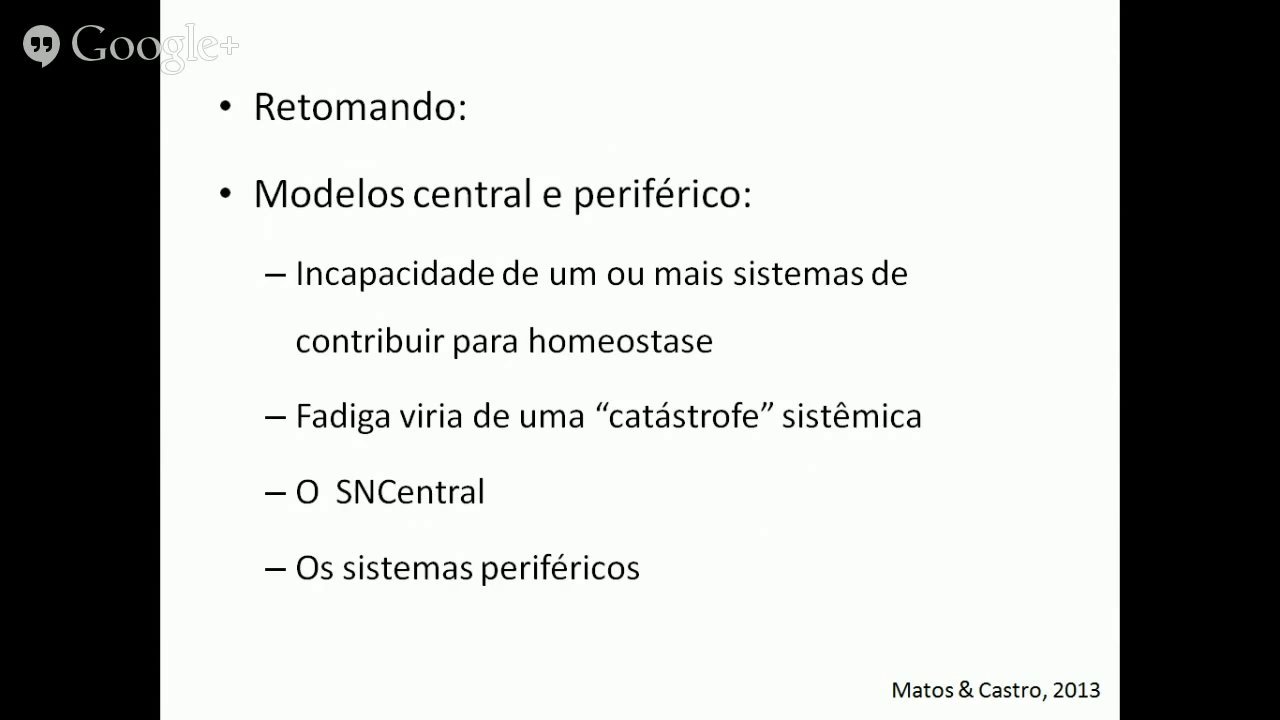 Google+
• Retomando:
• Modelos central e periférico:
– Incapacidade de um ou mais sistemas de
contribuir para homeostase
– Fadiga viria de uma “catástrofe” sistêmica
– O SNCentral
– Os sistemas periféricos
Matos & Castro, 2013